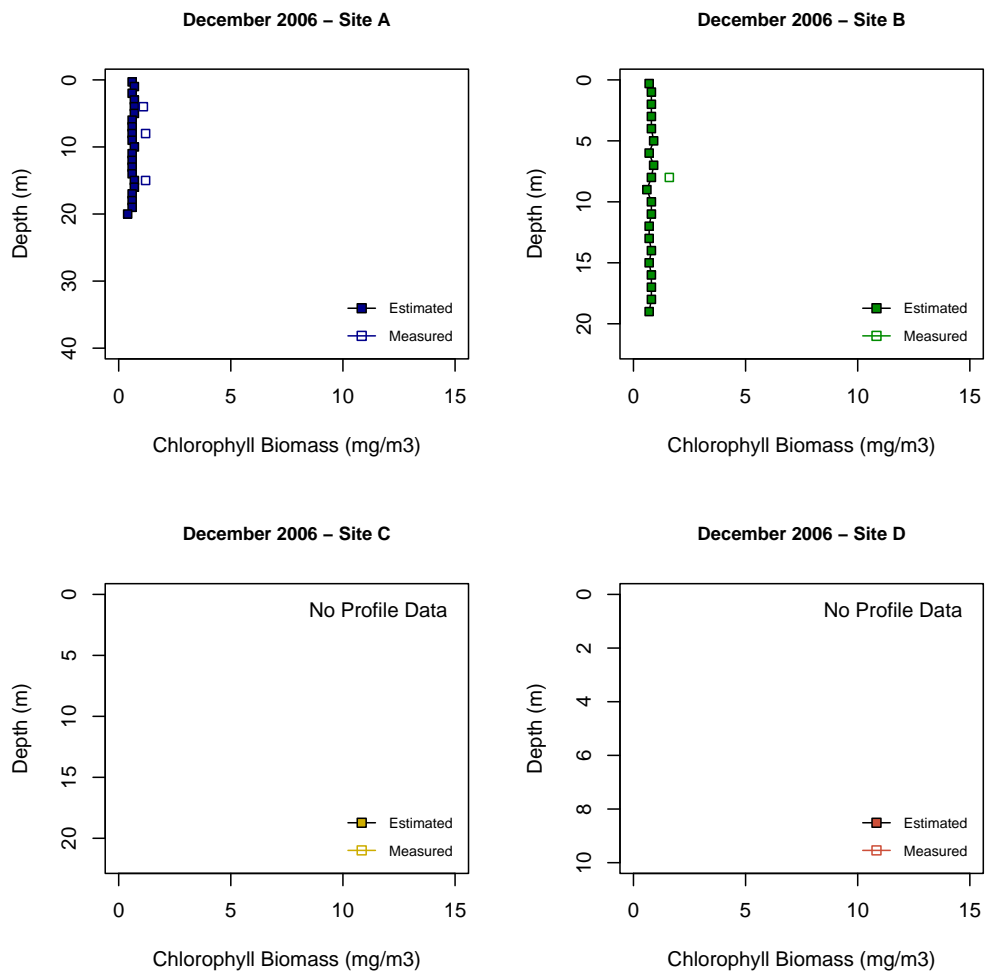 December 2006 – Site A
0
10
20
30
40
Depth (m)
Estimated
Measured
0 5 10 15
Chlorophyll Biomass (mg/m3)
December 2006 – Site B
0
5
10
15
20
Depth (m)
Estimated
Measured
0 5 10 15
Chlorophyll Biomass (mg/m3)
December 2006 – Site C
No Profile Data
0
5
10
15
20
Depth (m)
Estimated
Measured
0 5 10 15
Chlorophyll Biomass (mg/m3)
December 2006 – Site D
No Profile Data
0
2
4
6
8
10
Depth (m)
Estimated
Measured
0 5 10 15
Chlorophyll Biomass (mg/m3)